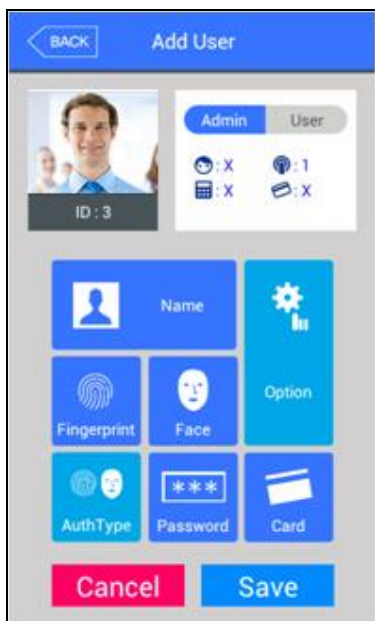 BACK
Add User
Admin User
: X : 1
: X : X
ID : 3
Name
Option
Fingerprint Face
AuthType Password Card
Cancel Save